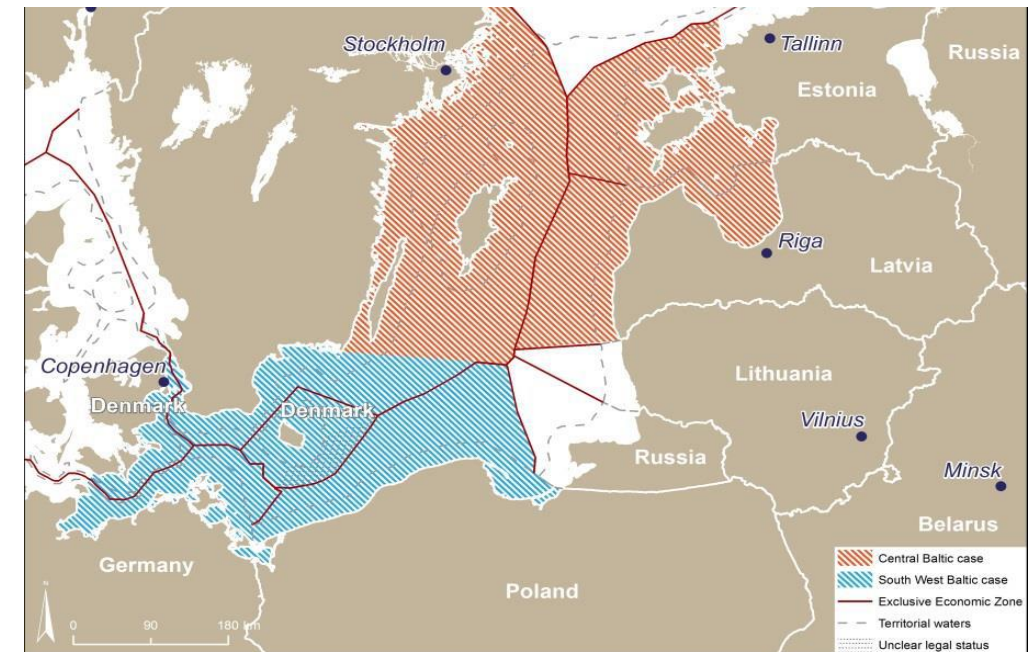 Stockholm
Tallinn
Russia
Estonia
Riga
Latvia
Copenhagen
Denmark
Denmark
Lithuania
Vilnius
Russia
Minsk
Belarus
Germany
Poland
N
0 90 180 km
Central Baltic case
South West Baltic case
Exclusive Economic Zone
Territorial waters
Unclear legal status